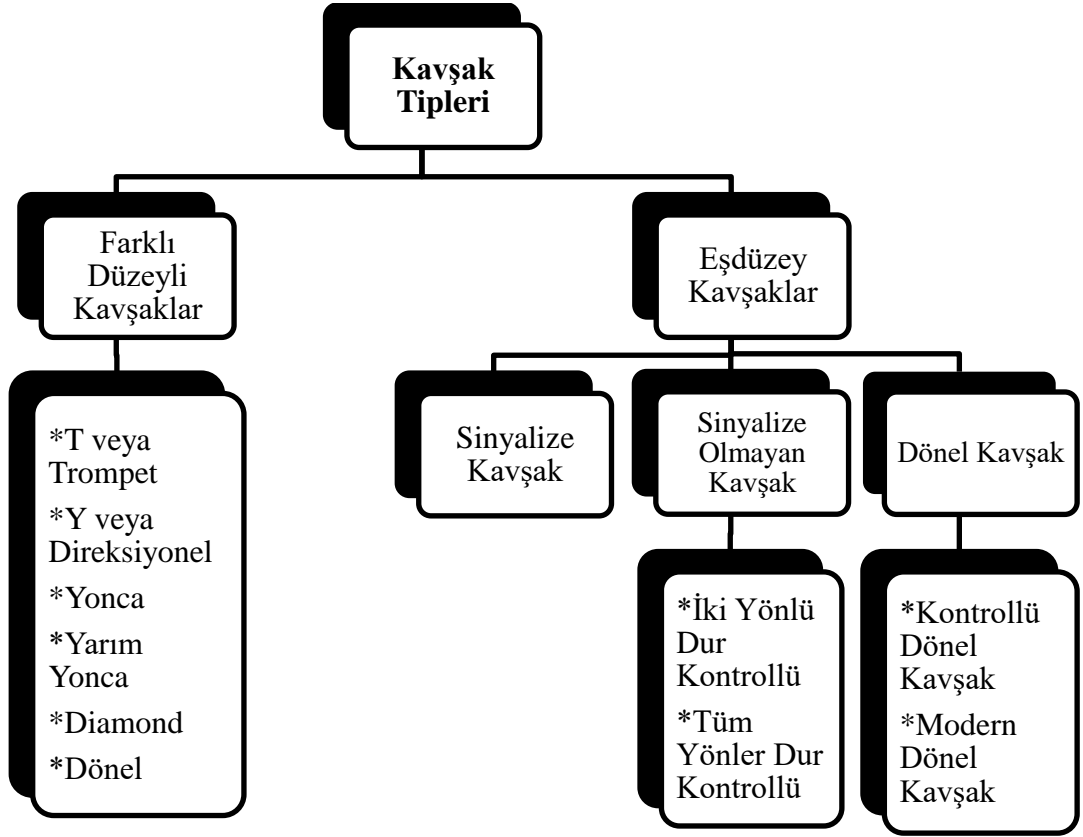 Kavşak
Tipleri
Farklı
Düzeyli
Kavşaklar
Eşdüzey
Kavşaklar
*T veya
Trompet
*Y veya
Direksiyonel
*Yonca
*Yarım
Yonca
*Diamond
*Dönel
Sinyalize
Kavşak
Sinyalize
Olmayan
Kavşak
Dönel Kavşak
*İki Yönlü
Dur
Kontrollü
*Tüm
Yönler Dur
Kontrollü
*Kontrollü
Dönel
Kavşak
*Modern
Dönel
Kavşak